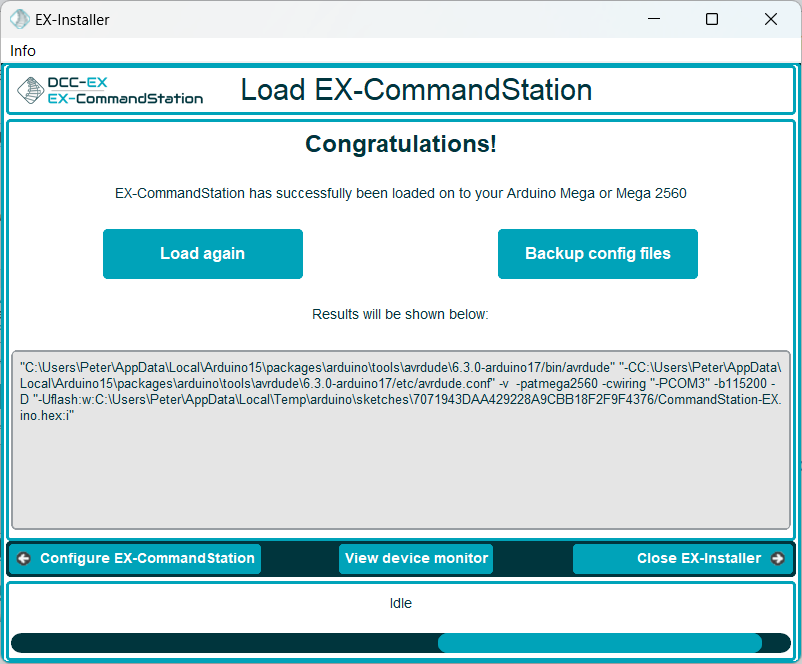 EX-Installer
Info
DCC-EX
EX-CommandStation
Load EX-CommandStation
Congratulations!
EX-CommandStation has successfully been loaded on to your Arduino Mega or Mega 2560
Load again
Backup config files
Results will be shown below:
"C:\Users\Peter\AppData\Local\Arduino15\packages\arduino\tools\avrdude\6.3.0-arduino17/bin/avrdude" "-CC:\Users\Peter\AppData\
Local\Arduino15\packages\arduino\tools\avrdude\6.3.0-arduino17/etc/avrdude.conf" -v  -patmega2560 -cwiring "-PCOM3" -b115200 -
D "-Uflash:w:C:\Users\Peter\AppData\Local\Temp\arduino\sketches\7071943DAA429228A9CBB18F2F9F4376/CommandStation-EX.
ino.hex:i"
Configure EX-CommandStation
View device monitor
Close EX-Installer
Idle